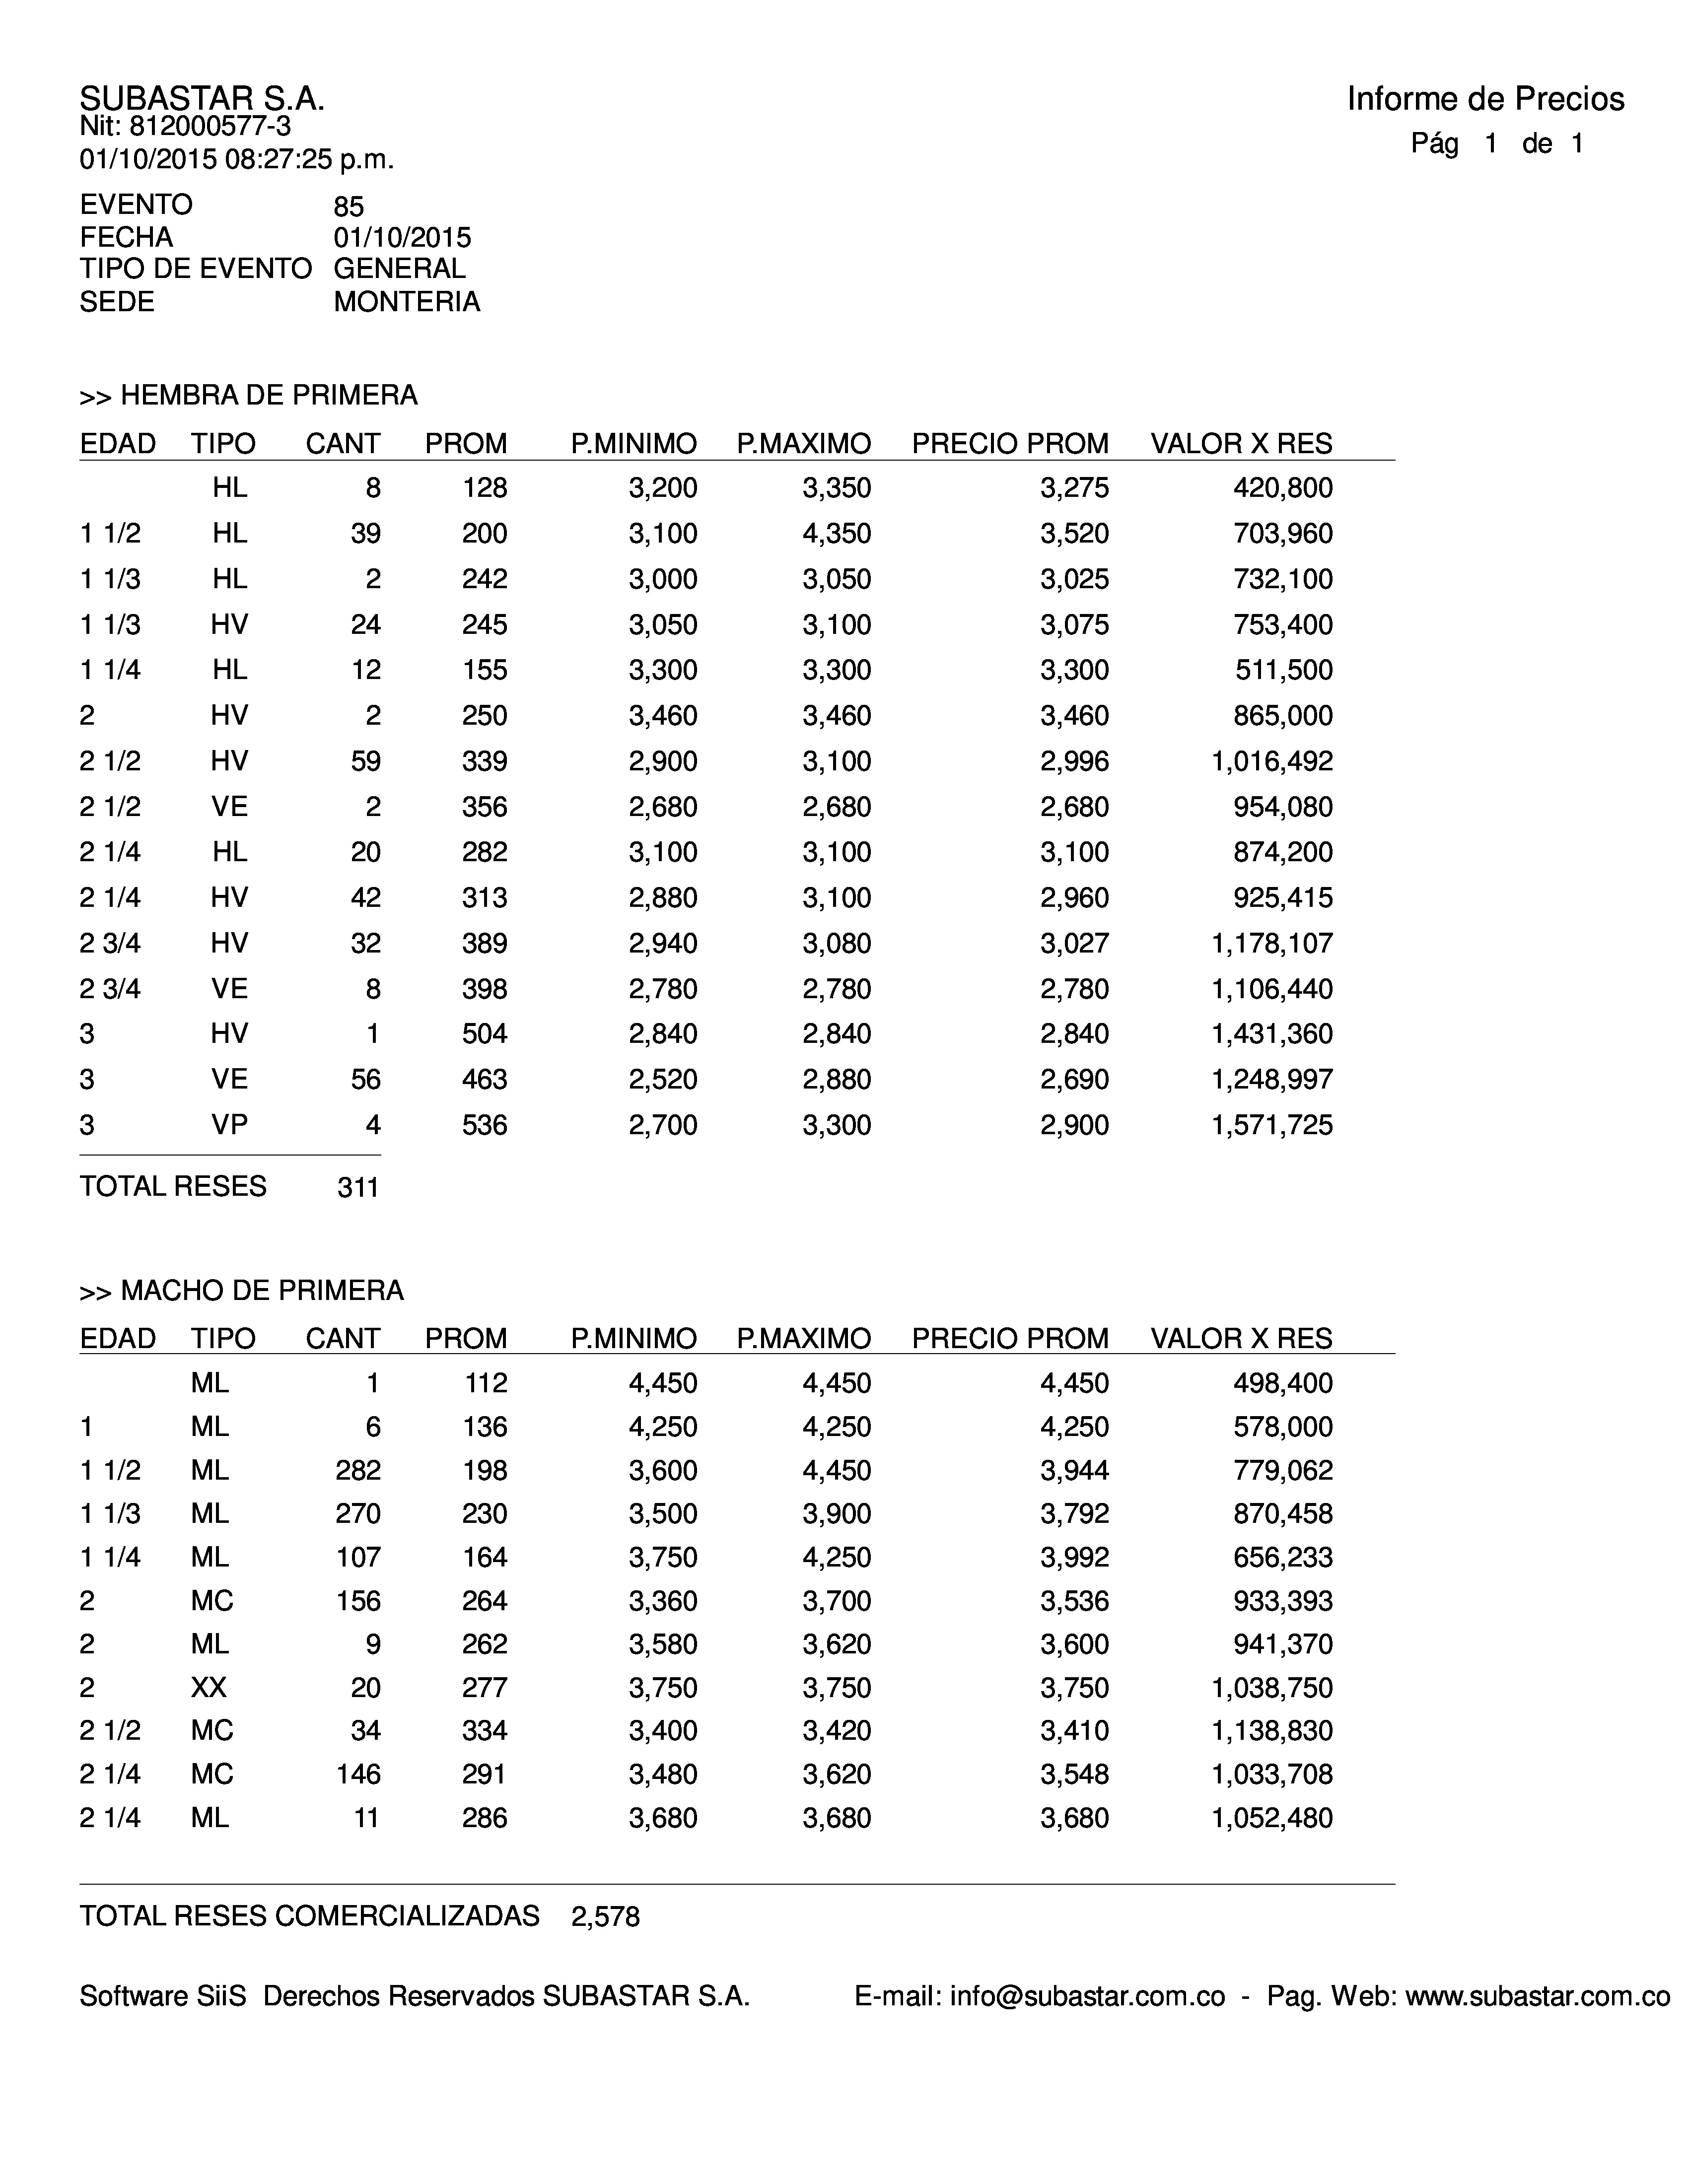 SUBASTAR S.A.
Informe de Precios
Nit: 812000577-3
Pág 1 de 1
01/10/2015 08:27:25 p.m.
EVENTO 85
FECHA 01/10/2015
TIPO DE EVENTO GENERAL
SEDE MONTERIA
>> HEMBRA DE PRIMERA
EDAD TIPO CANT PROM P.MINIMO P.MAXIMO PRECIO PROM VALOR X RES
HL 8 128 3,200 3,350 3,275 420,800
1 1/2 HL 39 200 3,100 4,350 3,520 703,960
1 1/3 HL 2 242 3,000 3,050 3,025 732,100
1 1/3 HV 24 245 3,050 3,100 3,075 753,400
1 1/4 HL 12 155 3,300 3,300 3,300 511,500
2 HV 2 250 3,460 3,460 3,460 865,000
2 1/2 HV 59 339 2,900 3,100 2,996 1,016,492
2 1/2 VE 2 356 2,680 2,680 2,680 954,080
2 1/4 HL 20 282 3,100 3,100 3,100 874,200
2 1/4 HV 42 313 2,880 3,100 2,960 925,415
2 3/4 HV 32 389 2,940 3,080 3,027 1,178,107
2 3/4 VE 8 398 2,780 2,780 2,780 1,106,440
3 HV 1 504 2,840 2,840 2,840 1,431,360
3 VE 56 463 2,520 2,880 2,690 1,248,997
3 VP 4 536 2,700 3,300 2,900 1,571,725
TOTAL RESES 311
>> MACHO DE PRIMERA
EDAD TIPO CANT PROM P.MINIMO P.MAXIMO PRECIO PROM VALOR X RES
ML 1 112 4,450 4,450 4,450 498,400
1 ML 6 136 4,250 4,250 4,250 578,000
1 1/2 ML 282 198 3,600 4,450 3,944 779,062
1 1/3 ML 270 230 3,500 3,900 3,792 870,458
1 1/4 ML 107 164 3,750 4,250 3,992 656,233
2 MC 156 264 3,360 3,700 3,536 933,393
2 ML 9 262 3,580 3,620 3,600 941,370
2 XX 20 277 3,750 3,750 3,750 1,038,750
2 1/2 MC 34 334 3,400 3,420 3,410 1,138,830
2 1/4 MC 146 291 3,480 3,620 3,548 1,033,708
2 1/4 ML 11 286 3,680 3,680 3,680 1,052,480
TOTAL RESES COMERCIALIZADAS 2,578
Software SiiS Derechos Reservados SUBASTAR S.A. E-mail: info@subastar.com.co - Pag. Web: www.subastar.com.co